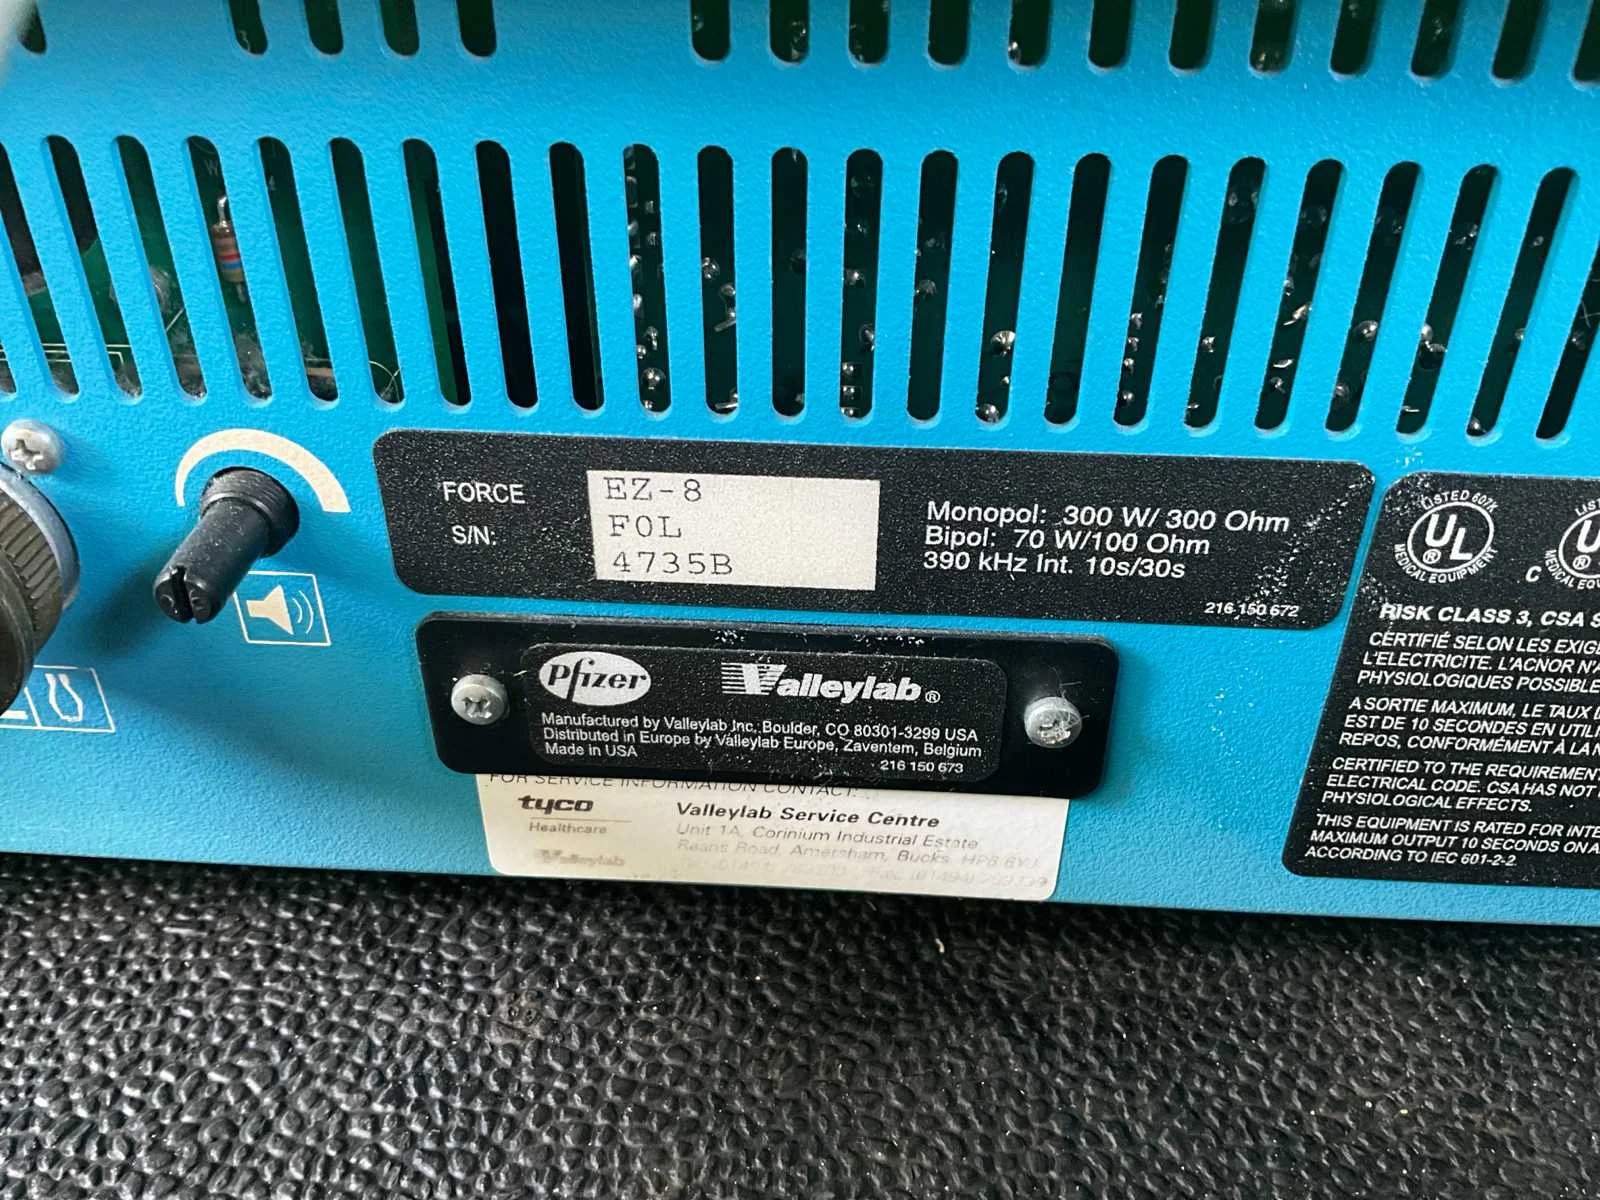 FORCE
S/N:
EZ-8
F0L
4735B
Monopol: 300 W/ 300 Ohm
Bipol: 70 W/100 Ohm
390 kHz Int. 10s/30s
216 150 672
Pfizer Valleylab®
Manufactured by Valleylab Inc. Boulder, CO 80301-3299 USA
Distributed in Europe by Valleylab Europe, Zaventem, Belgium
Made in USA
216 150 673
FOR SERVICE INFORMATION CONTACT:
tyco
Healthcare
Valleylab
Valleylab Service Centre
Unit 1A, Corinium Industrial Estate
Raans Road, Amersham, Bucks. HP6 6YJ
LISTED 607K
UL®
MEDICAL EQUIPMENT
C
RISK CLASS 3, CSA
CERTIFIÉ SELON LES
L'ELECTRICITE. L'ACNOR
PHYSIOLOGIQUES
A SORTIE MAXIMUM, LE TAUX
EST DE 10 SECONDES EN
REPOS, CONFORMÉMENT À LA
CERTIFIED TO THE
ELECTRICAL CODE. CSA HAS NOT
PHYSIOLOGICAL EFFECTS.
THIS EQUIPMENT IS RATED FOR
MAXIMUM OUTPUT 10 SECONDS ON
ACCORDING TO IEC 601-2-2